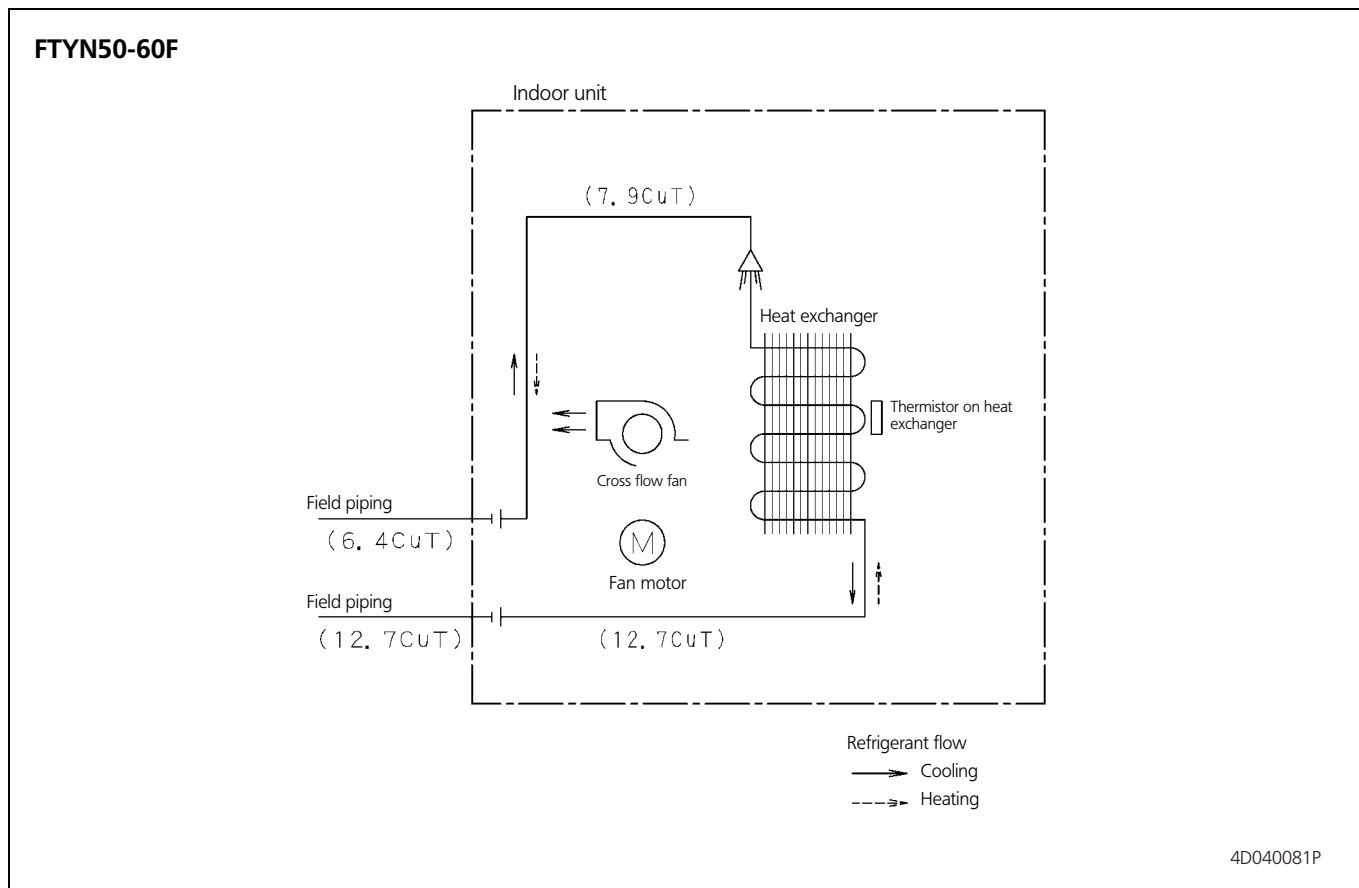 FTYN50-60F
Indoor unit
(7.9CuT)
Heat exchanger
Thermistor on heat
exchanger
Cross flow fan
Field piping
(6.4CuT)
M
Fan motor
Field piping
(12.7CuT)
(12.7CuT)
Refrigerant flow
Cooling
Heating
4D040081P